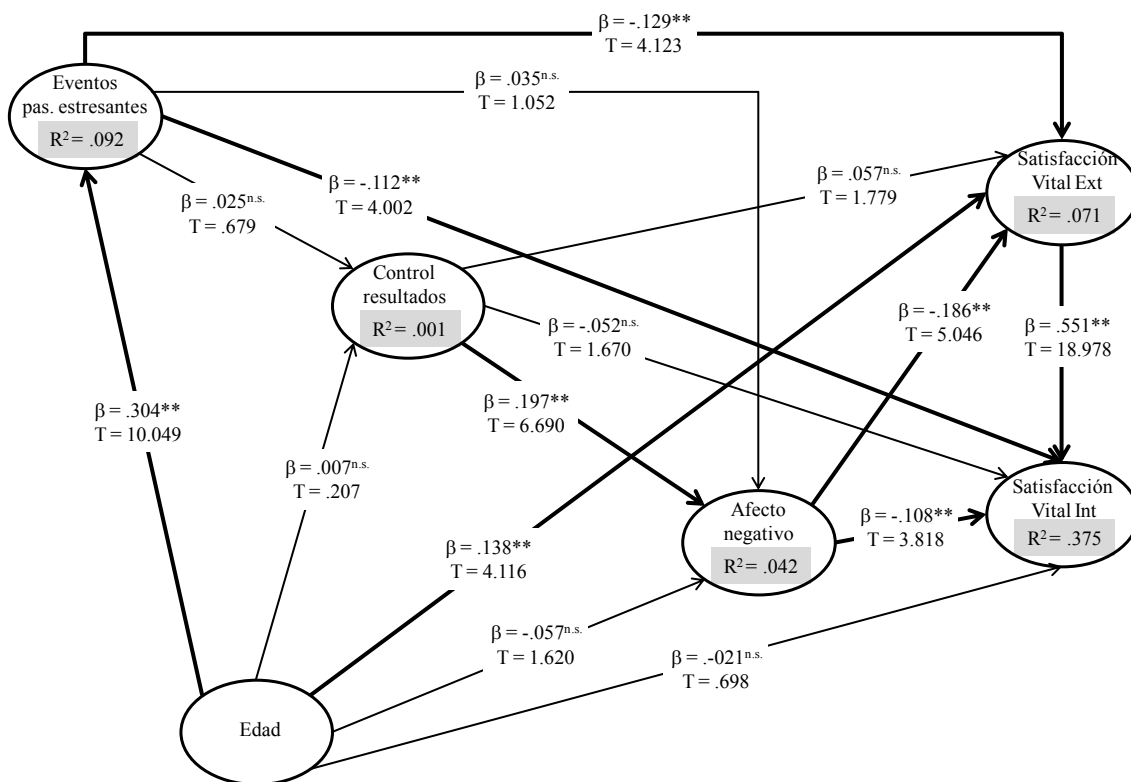 β = -.129**
T = 4.123
Eventos
pas. estresantes
R² = .092
β = .035n.s.
T = 1.052
Satisfacción
Vital Ext
R² = .071
β = .057n.s.
T = 1.779
β = -.112**
T = 4.002
β = .025n.s.
T = .679
Control
resultados
R² = .001
β = -.186**
T = 5.046
β = .551**
T = 18.978
β = -.052n.s.
T = 1.670
β = .304**
T = 10.049
β = .197**
T = 6.690
β = .007n.s.
T = .207
Satisfacción
Vital Int
R² = .375
Afecto
negativo
R² = .042
β = -.108**
T = 3.818
β = .138**
T = 4.116
β = -.057n.s.
T = 1.620
β = .-021n.s.
T = .698
Edad